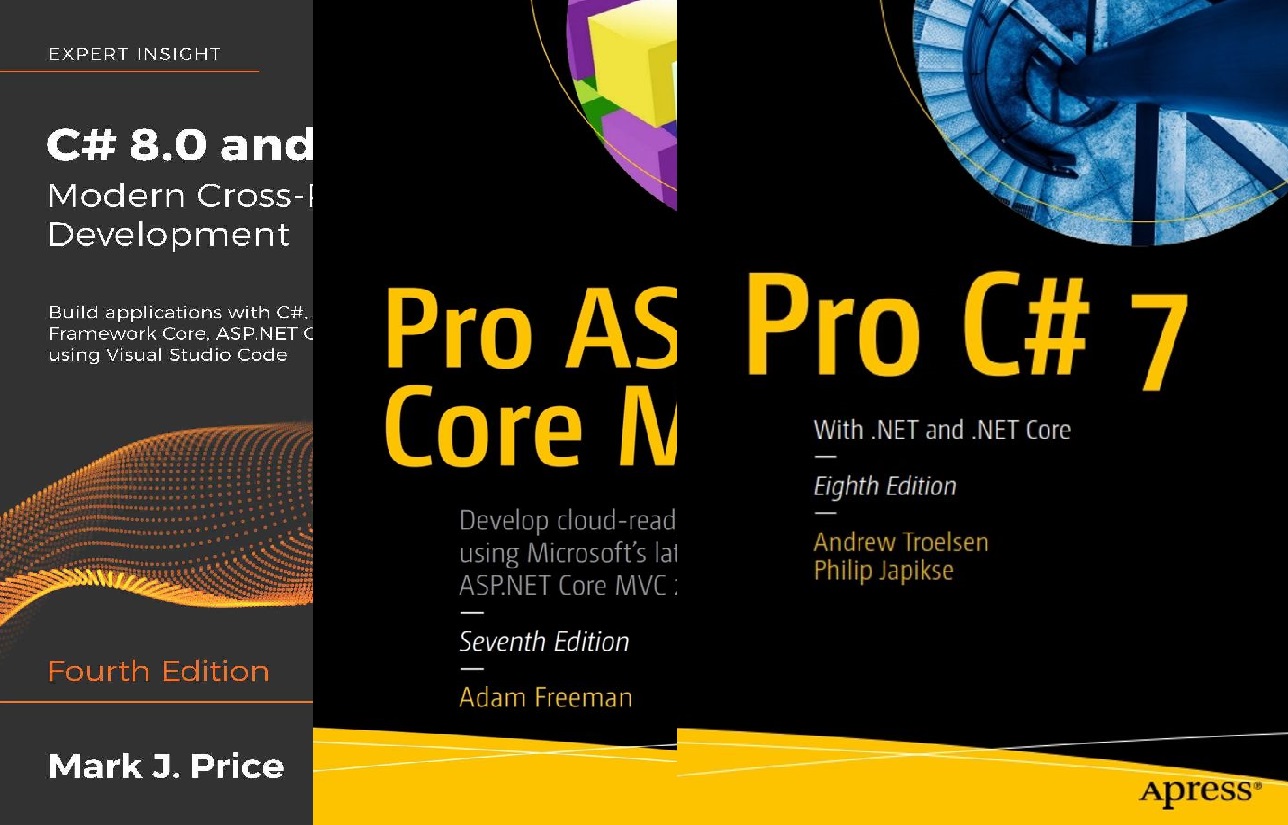 EXPERT INSIGHT
C# 8.0 and
Modern Cross-
Development
Build applications with C#,
Framework Core, ASP.NET C
using Visual Studio Code
Fourth Edition
Mark J. Price
Pro AS
Core M
Develop cloud-read
using Microsoft's lat
ASP.NET Core MVC 2
Seventh Edition
Adam Freeman
Pro C# 7
With .NET and .NET Core
Eighth Edition
Andrew Troelsen
Philip Japikse
Apress®